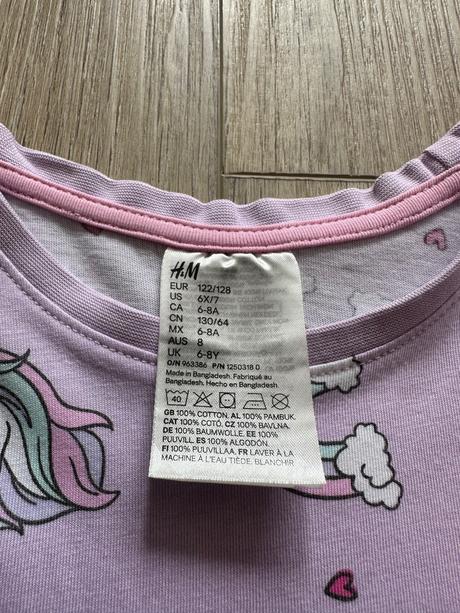 H&M
EUR 122/128
US 6X/7
CA 6-8A
CN 130/64
MX 6-8A
AUS 8
UK 6-8Y
O/N 963386 P/N 1250318 0
Made in Bangladesh. Fabriqué au
Bangladesh. Hecho en Bangladesh.
40
GB 100% COTTON. AL 100% PAMBUK.
CAT 100% COTÓ. CZ 100% BAVLNA.
DE 100% BAUMWOLLE. EE 100%
PUUVILL. ES 100% ALGODÓN.
FI 100% PUUVILLAA. FR LAVER À LA
MACHINE À L'EAU TIÈDE. BLANCHIR